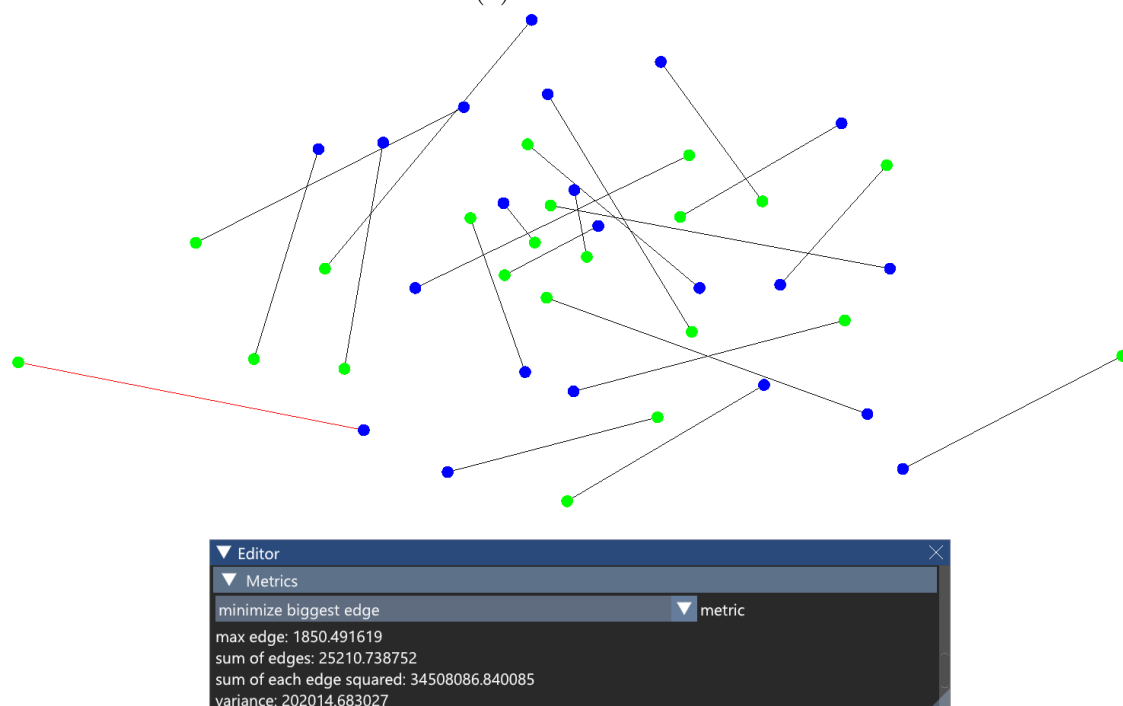 Editor
Metrics
minimize biggest edge metric
max edge: 1850.491619
sum of edges: 25210.738752
sum of each edge squared: 34508086.840085
variance: 202014.683027